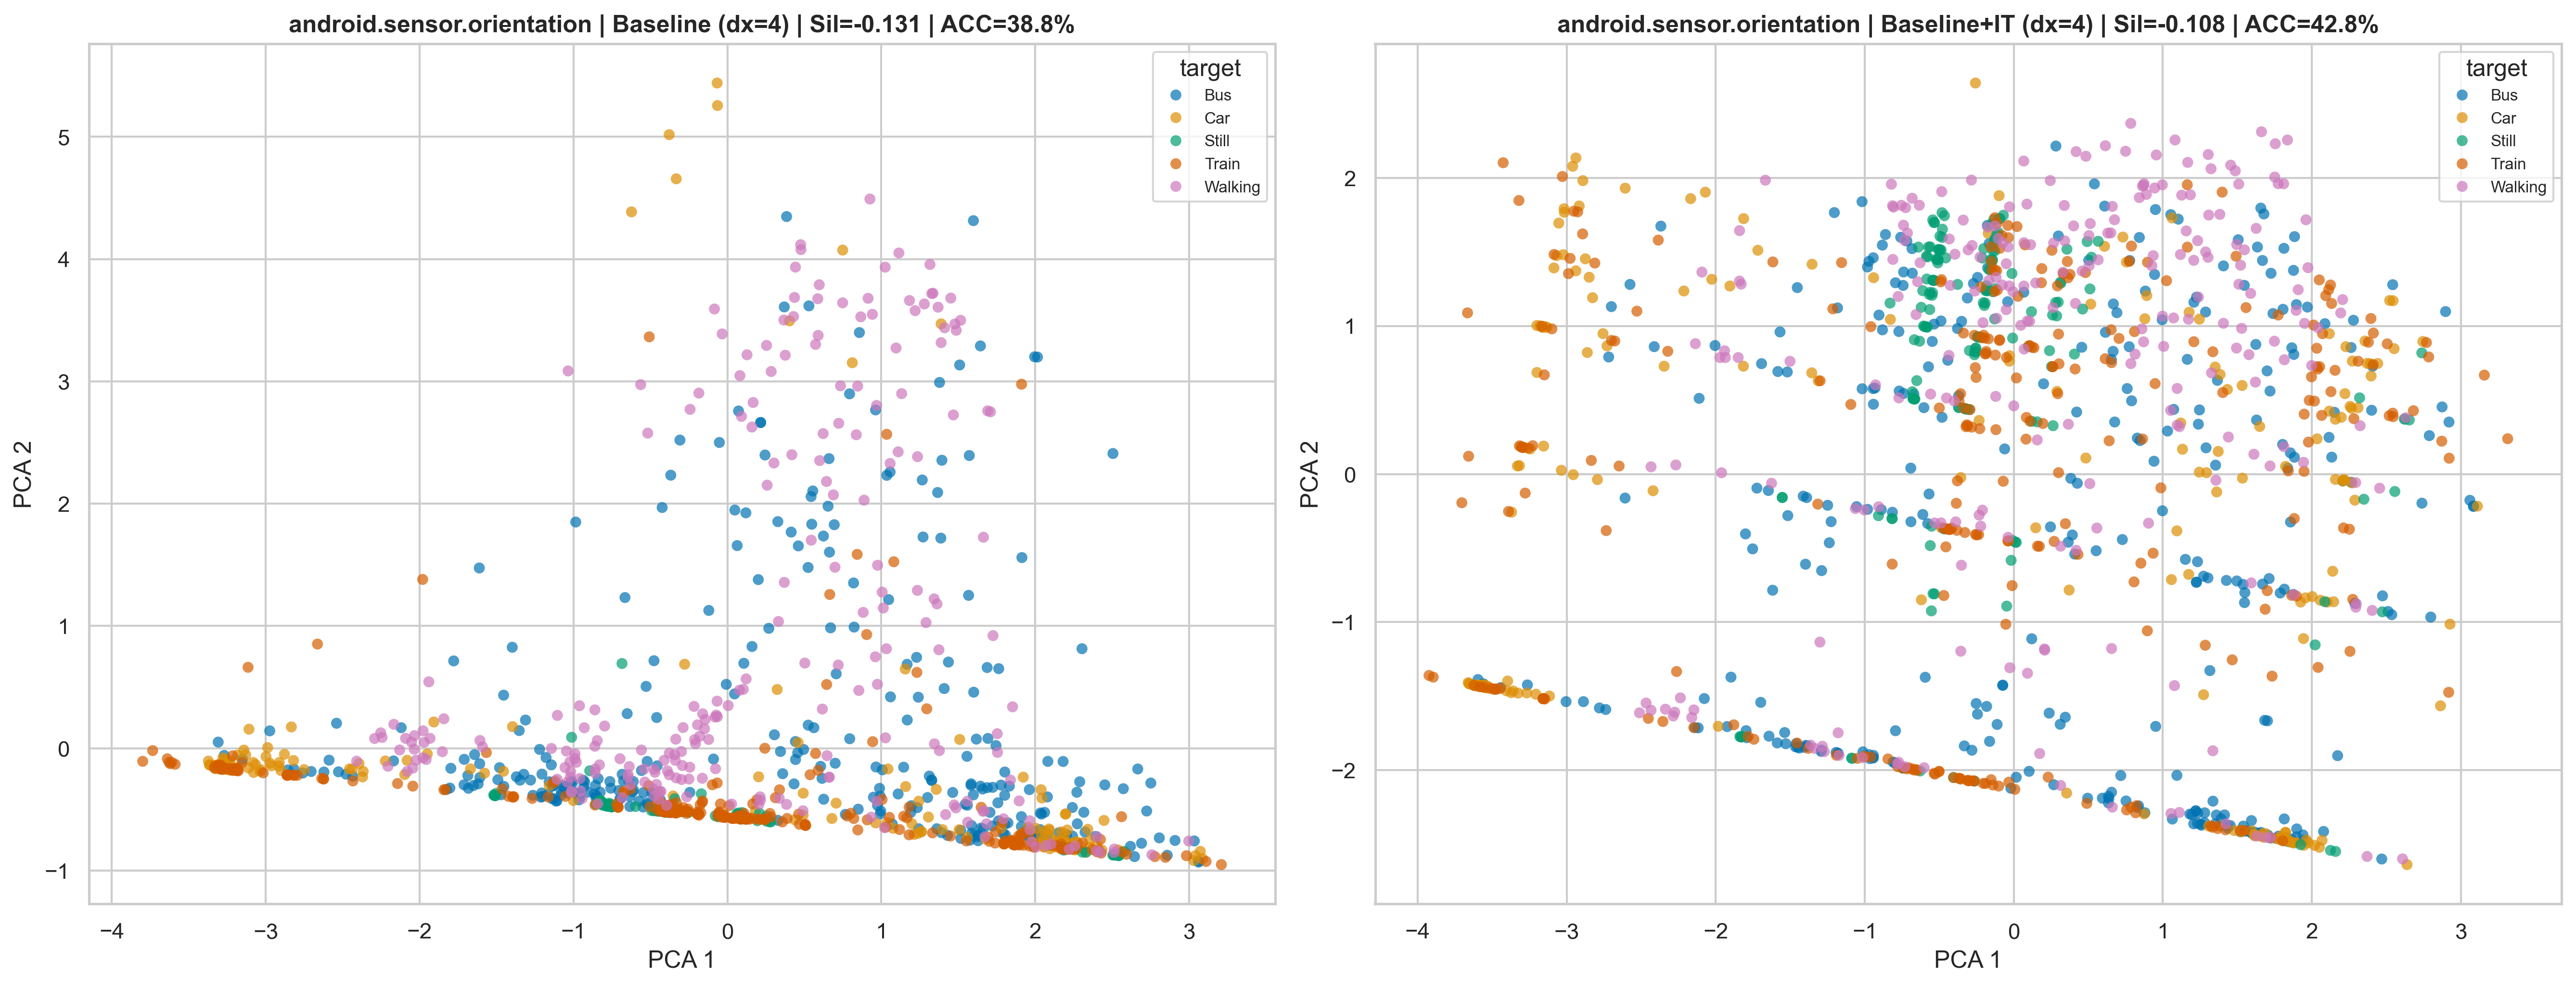 android.sensor.orientation | Baseline (dx=4) | Sil=-0.131 | ACC=38.8%
target
Bus
Car
Still
Train
Walking
5
4
3
2
1
0
−1
PCA 2
−4 −3 −2 −1 0 1 2 3
PCA 1
android.sensor.orientation | Baseline+IT (dx=4) | Sil=-0.108 | ACC=42.8%
target
Bus
Car
Still
Train
Walking
2
1
0
−1
−2
PCA 2
−4 −3 −2 −1 0 1 2 3
PCA 1